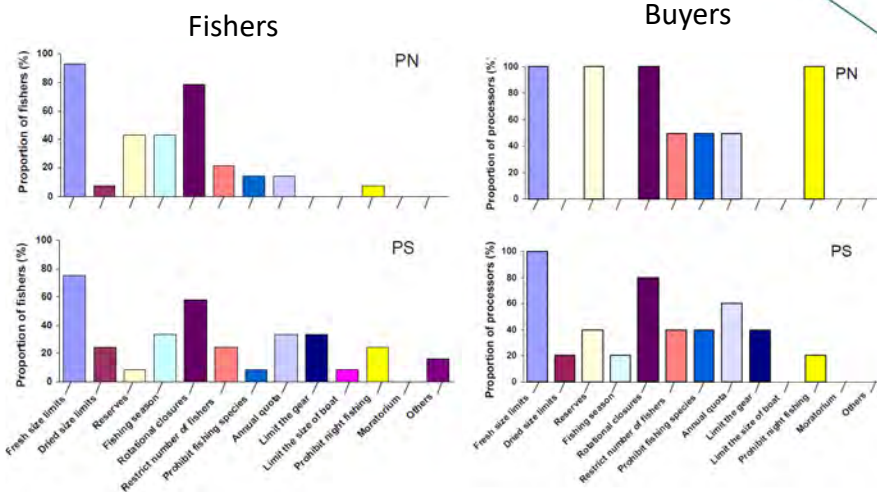 Fishers
Buyers
PN
Proportion of fishers (%)
100
80
60
40
20
0
PN
Proportion of processors (%)
100
80
60
40
20
0
PS
Proportion of fishers (%)
100
80
60
40
20
0
Fresh size limits
Dried size limits
Reserves
Fishing season
Rotational closures
Restrict number of fishers
Prohibit fishing species
Annual quota
Limit the gear
Limit the size of boat
Prohibit night fishing
Moratorium
Others
PS
Proportion of processors (%)
100
80
60
40
20
0
Fresh size limits
Dried size limits
Reserves
Fishing season
Rotational closures
Restrict number of fishers
Prohibit fishing species
Annual quota
Limit the gear
Limit the size of boat
Prohibit night fishing
Moratorium
Others